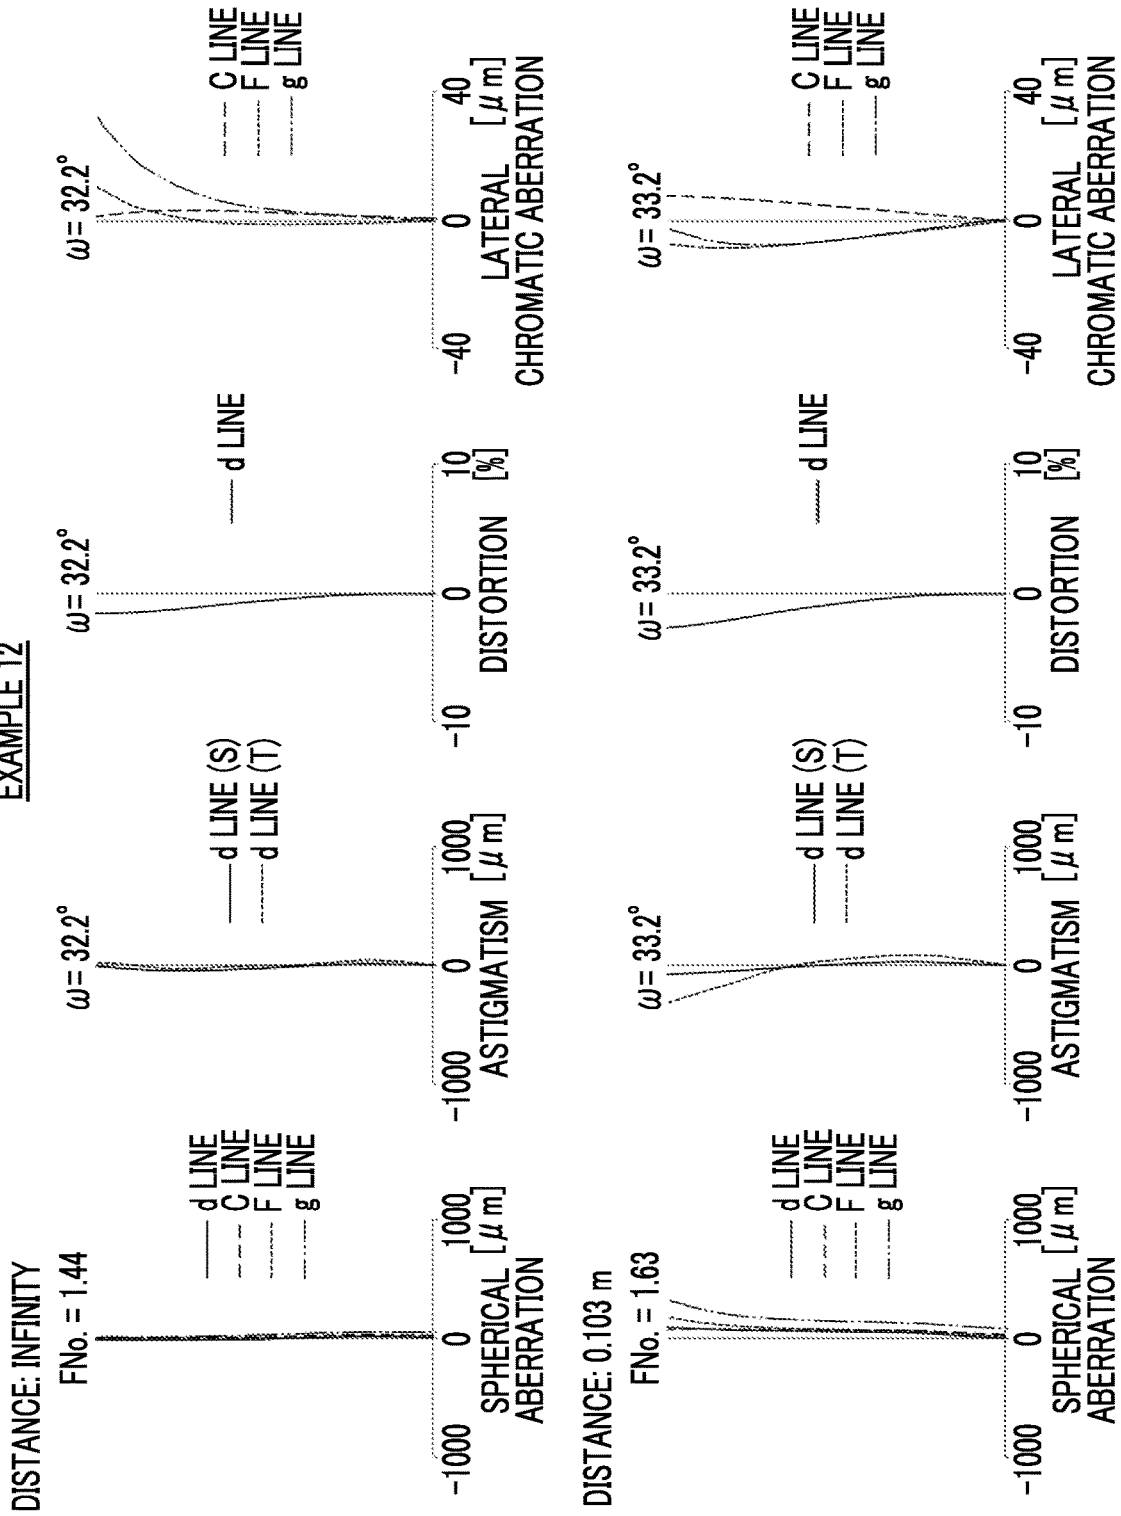 EXAMPLE 12
DISTANCE: INFINITY
FNo. = 1.44
d LINE
C LINE
F LINE
g LINE
-1000 0 1000
[μm]
SPHERICAL
ABERRATION
ω= 32.2°
d LINE (S)
d LINE (T)
-1000 0 1000
ASTIGMATISM [μm]
ω= 32.2°
d LINE
-10 0 10
DISTORTION [%]
ω= 32.2°
C LINE
F LINE
g LINE
-40 0 40
LATERAL [μm]
CHROMATIC ABERRATION
DISTANCE: 0.103 m
FNo. = 1.63
d LINE
C LINE
F LINE
g LINE
-1000 0 1000
SPHERICAL [μm]
ABERRATION
ω= 33.2°
d LINE (S)
d LINE (T)
-1000 0 1000
ASTIGMATISM [μm]
ω= 33.2°
d LINE
-10 0 10
DISTORTION [%]
ω= 33.2°
C LINE
F LINE
g LINE
-40 0 40
LATERAL [μm]
CHROMATIC ABERRATION